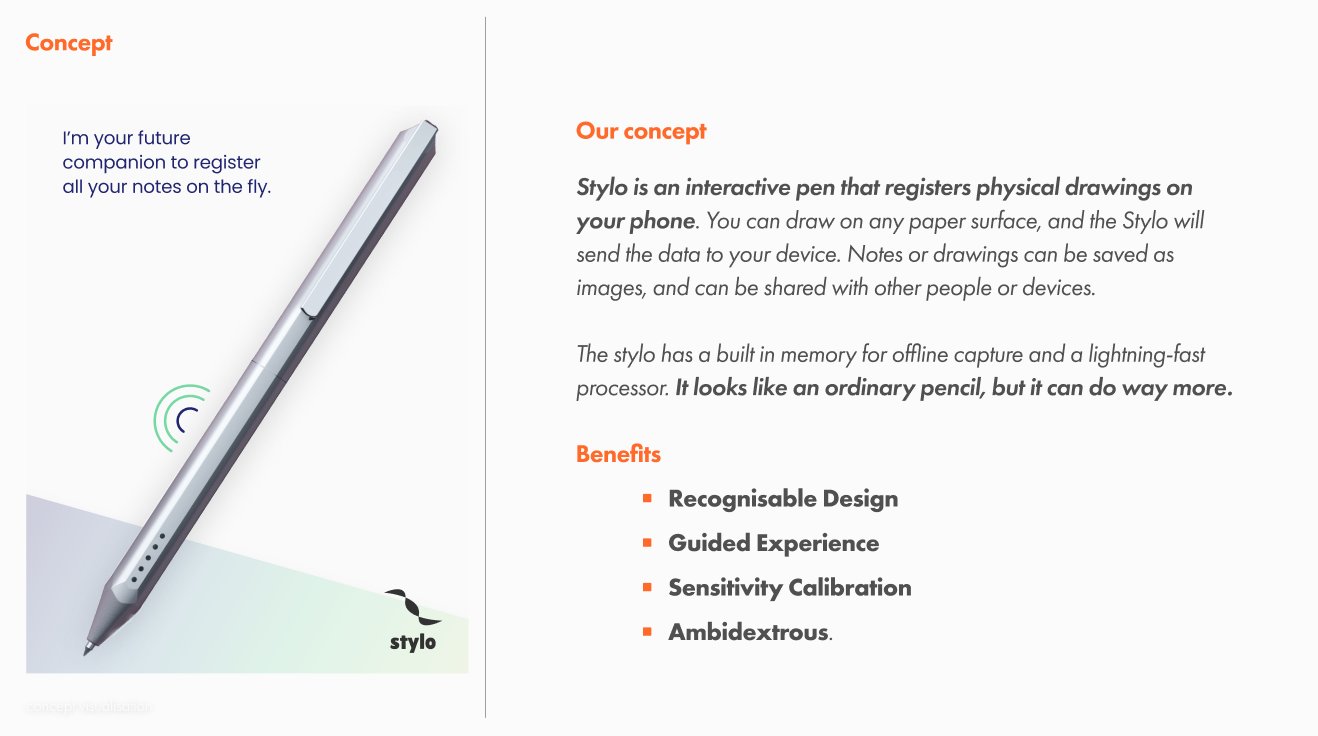 Concept
I'm your future
companion to register
all your notes on the fly.
stylo
concept visualisation
Our concept
Stylo is an interactive pen that registers physical drawings on
your phone. You can draw on any paper surface, and the Stylo will
send the data to your device. Notes or drawings can be saved as
images, and can be shared with other people or devices.
The stylo has a built in memory for offline capture and a lightning-fast
processor. It looks like an ordinary pencil, but it can do way more.
Benefits
Recognisable Design
Guided Experience
Sensitivity Calibration
Ambidextrous.